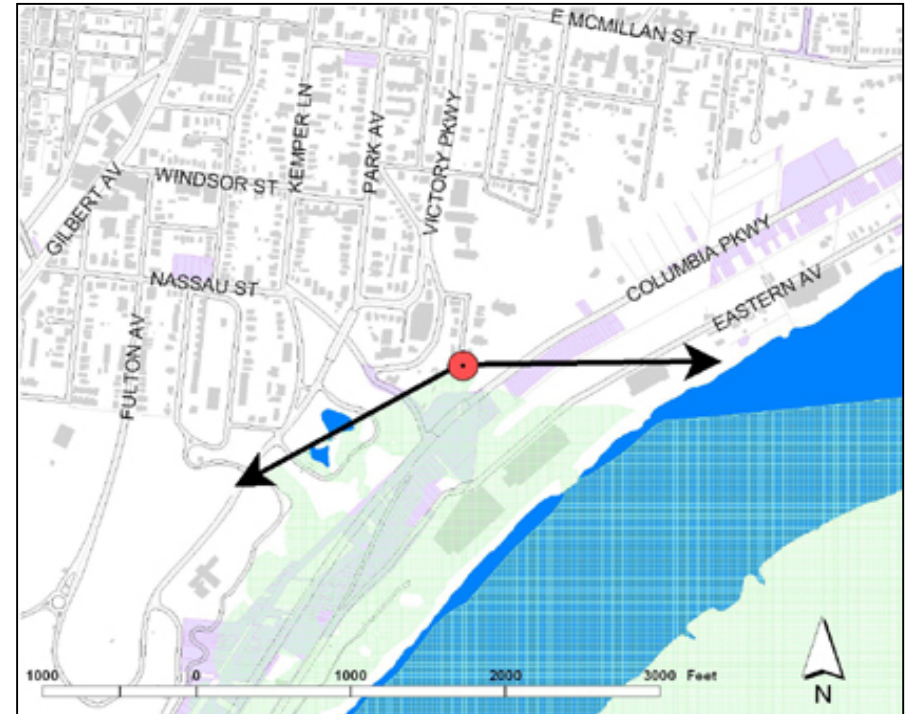 E MCMILLAN ST
KEMPER LN
PARK AV
VICTORY PKWY
WINDSOR ST
GILBERT AV
COLUMBIA PKWY
NASSAU ST
EASTERN AV
FULTON AV
1000 0 1000 2000 3000 Feet
N